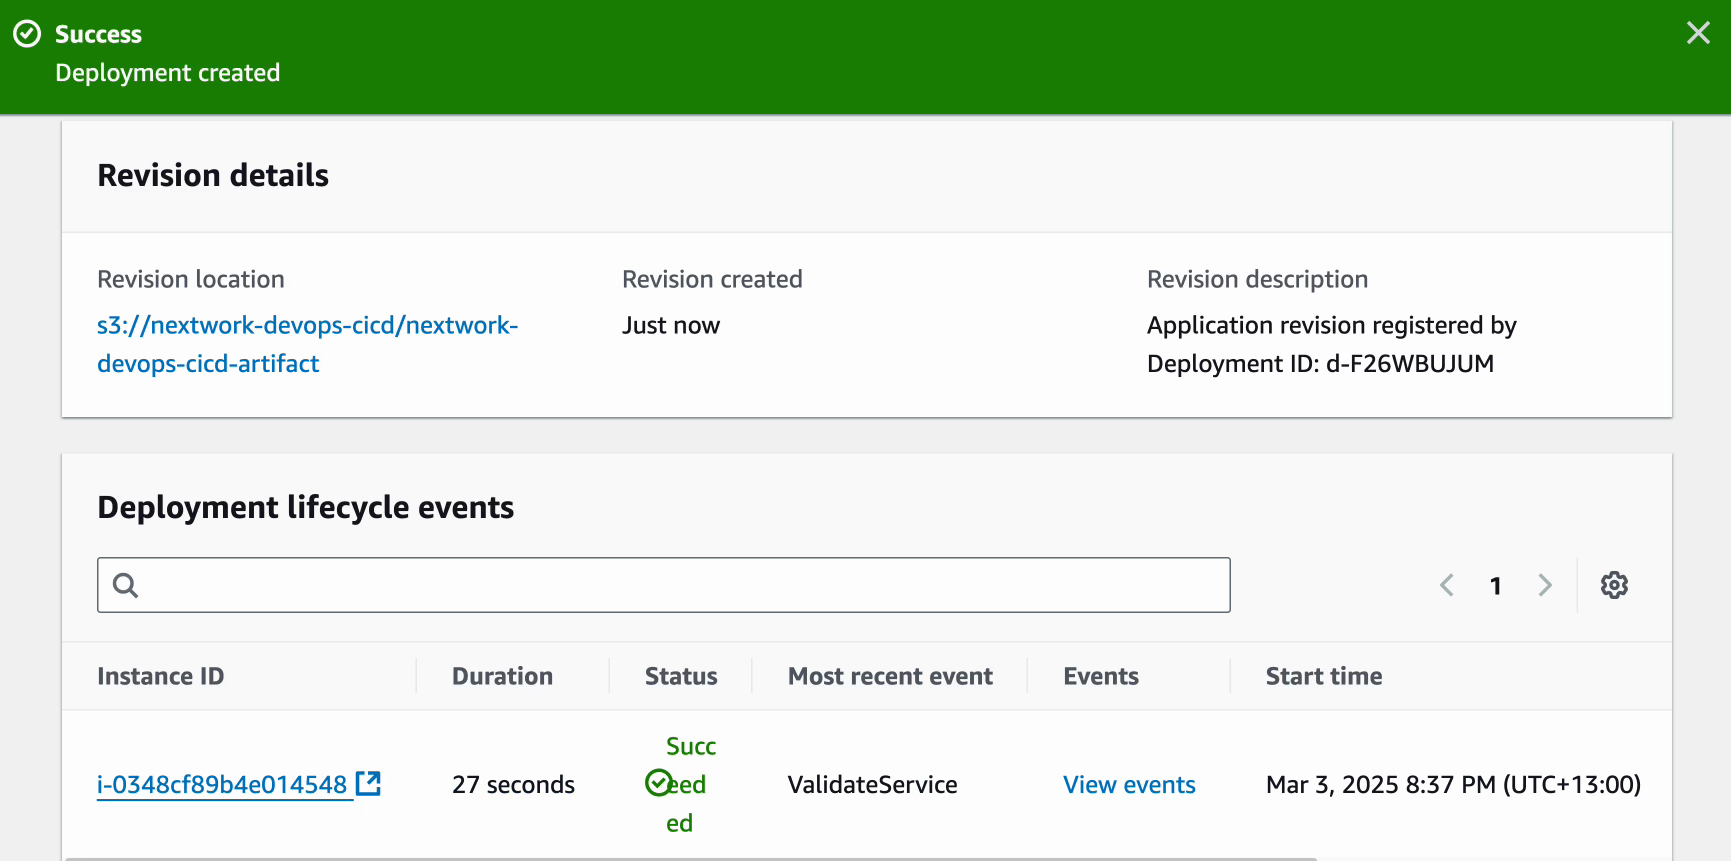 Success
Deployment created
Revision details
Revision location
Revision created
Revision description
s3://nextwork-devops-cicd/nextwork-
devops-cicd-artifact
Just now
Application revision registered by
Deployment ID: d-F26WBUJUM
Deployment lifecycle events
1
Instance ID
Duration
Status
Most recent event
Events
Start time
i-0348cf89b4e014548
27 seconds
Succ
eed
ed
ValidateService
View events
Mar 3, 2025 8:37 PM (UTC+13:00)